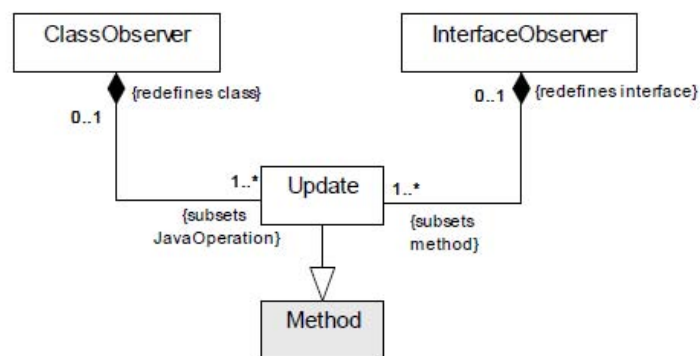 ClassObserver
InterfaceObserver
{redefines class}
{redefines interface}
0..1
0..1
1..*
Update
1..*
{subsets
JavaOperation}
{subsets
method}
Method